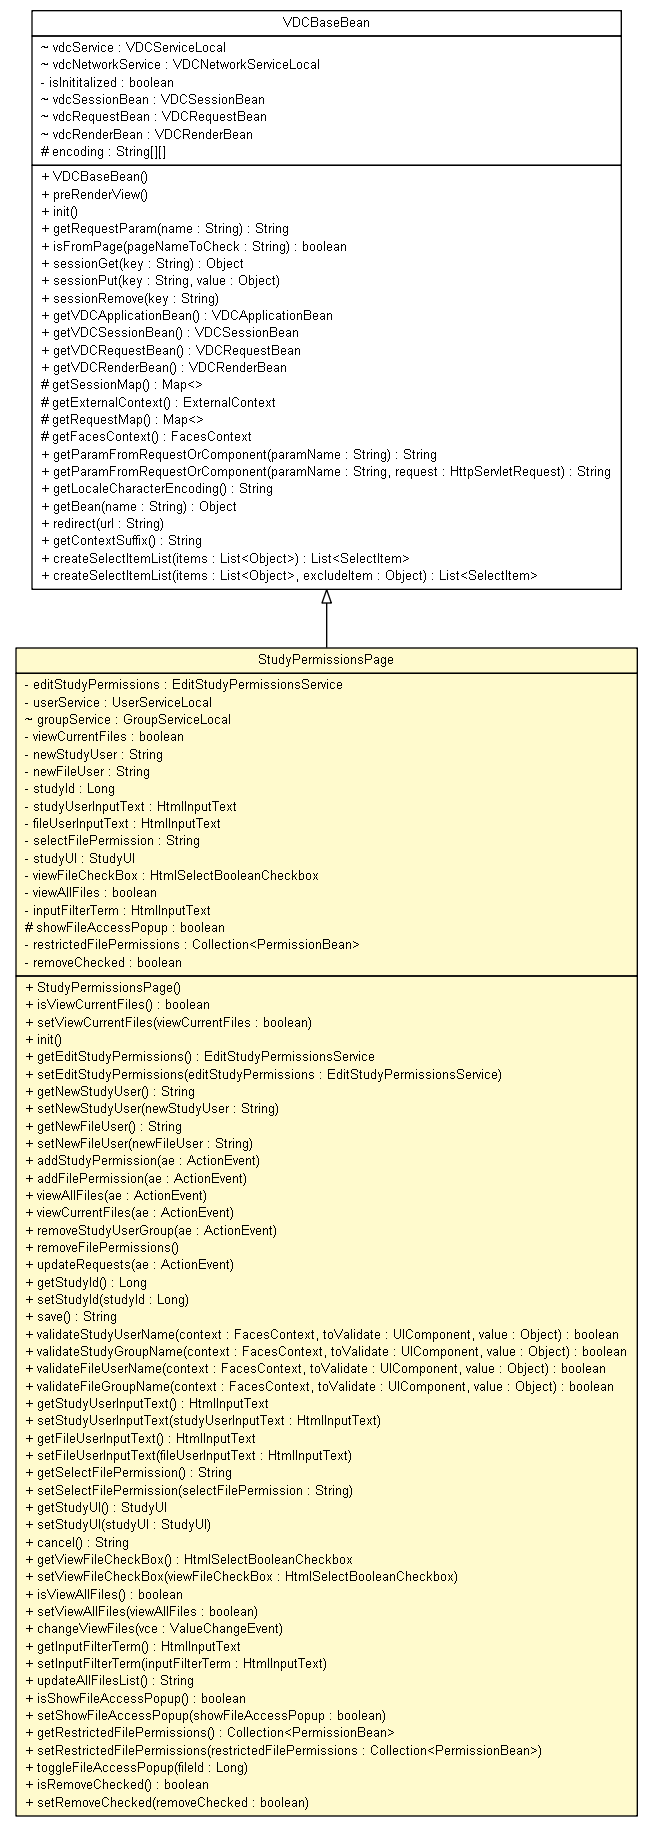 VDCBaseBean
~ vdcService : VDCServiceLocal
~ vdcNetworkService : VDCNetworkServiceLocal
- isInititalized : boolean
~ vdcSessionBean : VDCSessionBean
~ vdcRequestBean : VDCRequestBean
~ vdcRenderBean : VDCRenderBean
# encoding : String[][]
+ VDCBaseBean()
+ preRenderView()
+ init()
+ getRequestParam(name : String) : String
+ isFromPage(pageNameToCheck : String) : boolean
+ sessionGet(key : String) : Object
+ sessionPut(key : String, value : Object)
+ sessionRemove(key : String)
+ getVDCApplicationBean() : VDCApplicationBean
+ getVDCSessionBean() : VDCSessionBean
+ getVDCRequestBean() : VDCRequestBean
+ getVDCRenderBean() : VDCRenderBean
# getSessionMap() : Map<>
# getExternalContext() : ExternalContext
# getRequestMap() : Map<>
# getFacesContext() : FacesContext
+ getParamFromRequestOrComponent(paramName : String) : String
+ getParamFromRequestOrComponent(paramName : String, request : HttpServletRequest) : String
+ getLocaleCharacterEncoding() : String
+ getBean(name : String) : Object
+ redirect(url : String)
+ getContextSuffix() : String
+ createSelectItemList(items : List<Object>) : List<SelectItem>
+ createSelectItemList(items : List<Object>, excludeItem : Object) : List<SelectItem>
StudyPermissionsPage
- editStudyPermissions : EditStudyPermissionsService
- userService : UserServiceLocal
~ groupService : GroupServiceLocal
- viewCurrentFiles : boolean
- newStudyUser : String
- newFileUser : String
- studyId : Long
- studyUserInputText : HtmlInputText
- fileUserInputText : HtmlInputText
- selectFilePermission : String
- studyUI : StudyUI
- viewFileCheckBox : HtmlSelectBooleanCheckbox
- viewAllFiles : boolean
- inputFilterTerm : HtmlInputText
# showFileAccessPopup : boolean
- restrictedFilePermissions : Collection<PermissionBean>
- removeChecked : boolean
+ StudyPermissionsPage()
+ isViewCurrentFiles() : boolean
+ setViewCurrentFiles(viewCurrentFiles : boolean)
+ init()
+ getEditStudyPermissions() : EditStudyPermissionsService
+ setEditStudyPermissions(editStudyPermissions : EditStudyPermissionsService)
+ getNewStudyUser() : String
+ setNewStudyUser(newStudyUser : String)
+ getNewFileUser() : String
+ setNewFileUser(newFileUser : String)
+ addStudyPermission(ae : ActionEvent)
+ addFilePermission(ae : ActionEvent)
+ viewAllFiles(ae : ActionEvent)
+ viewCurrentFiles(ae : ActionEvent)
+ removeStudyUserGroup(ae : ActionEvent)
+ removeFilePermissions()
+ updateRequests(ae : ActionEvent)
+ getStudyId() : Long
+ setStudyId(studyId : Long)
+ save() : String
+ validateStudyUserName(context : FacesContext, toValidate : UIComponent, value : Object) : boolean
+ validateStudyGroupName(context : FacesContext, toValidate : UIComponent, value : Object) : boolean
+ validateFileUserName(context : FacesContext, toValidate : UIComponent, value : Object) : boolean
+ validateFileGroupName(context : FacesContext, toValidate : UIComponent, value : Object) : boolean
+ getStudyUserInputText() : HtmlInputText
+ setStudyUserInputText(studyUserInputText : HtmlInputText)
+ getFileUserInputText() : HtmlInputText
+ setFileUserInputText(fileUserInputText : HtmlInputText)
+ getSelectFilePermission() : String
+ setSelectFilePermission(selectFilePermission : String)
+ getStudyUI() : StudyUI
+ setStudyUI(studyUI : StudyUI)
+ cancel() : String
+ getViewFileCheckBox() : HtmlSelectBooleanCheckbox
+ setViewFileCheckBox(viewFileCheckBox : HtmlSelectBooleanCheckbox)
+ isViewAllFiles() : boolean
+ setViewAllFiles(viewAllFiles : boolean)
+ changeViewFiles(vce : ValueChangeEvent)
+ getInputFilterTerm() : HtmlInputText
+ setInputFilterTerm(inputFilterTerm : HtmlInputText)
+ updateAllFilesList() : String
+ isShowFileAccessPopup() : boolean
+ setShowFileAccessPopup(showFileAccessPopup : boolean)
+ getRestrictedFilePermissions() : Collection<PermissionBean>
+ setRestrictedFilePermissions(restrictedFilePermissions : Collection<PermissionBean>)
+ toggleFileAccessPopup(fileId : Long)
+ isRemoveChecked() : boolean
+ setRemoveChecked(removeChecked : boolean)